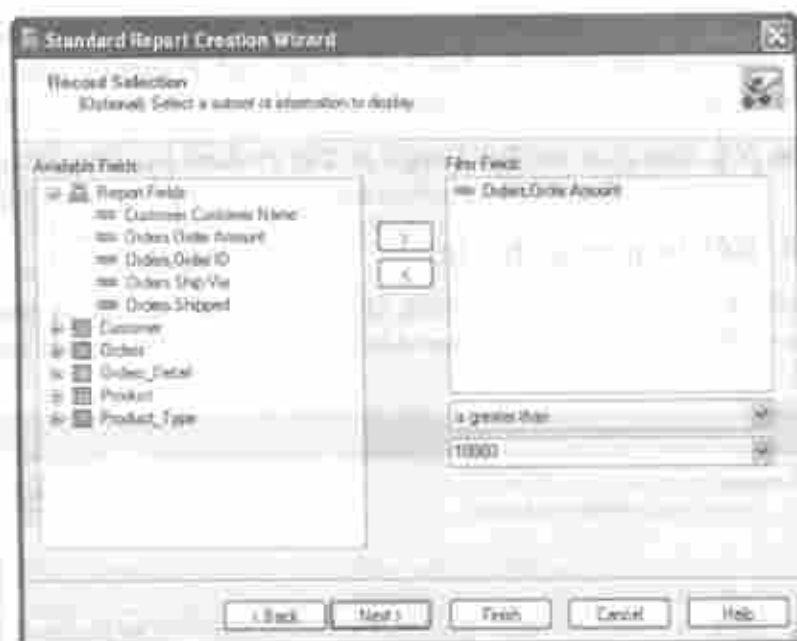 Standard Report Creation Wizard
Record Selection
(Optional) Select a subset of information to display
Available Fields:
Report Fields
Customer.Customer Name
Orders.Order Amount
Orders.Order ID
Orders.Ship Via
Orders.Shipped
Customer
Orders
Orders_Detail
Product
Product_Type
>
<
Filter Fields:
Orders.Order Amount
is greater than
10000
< Back
Next >
Finish
Cancel
Help